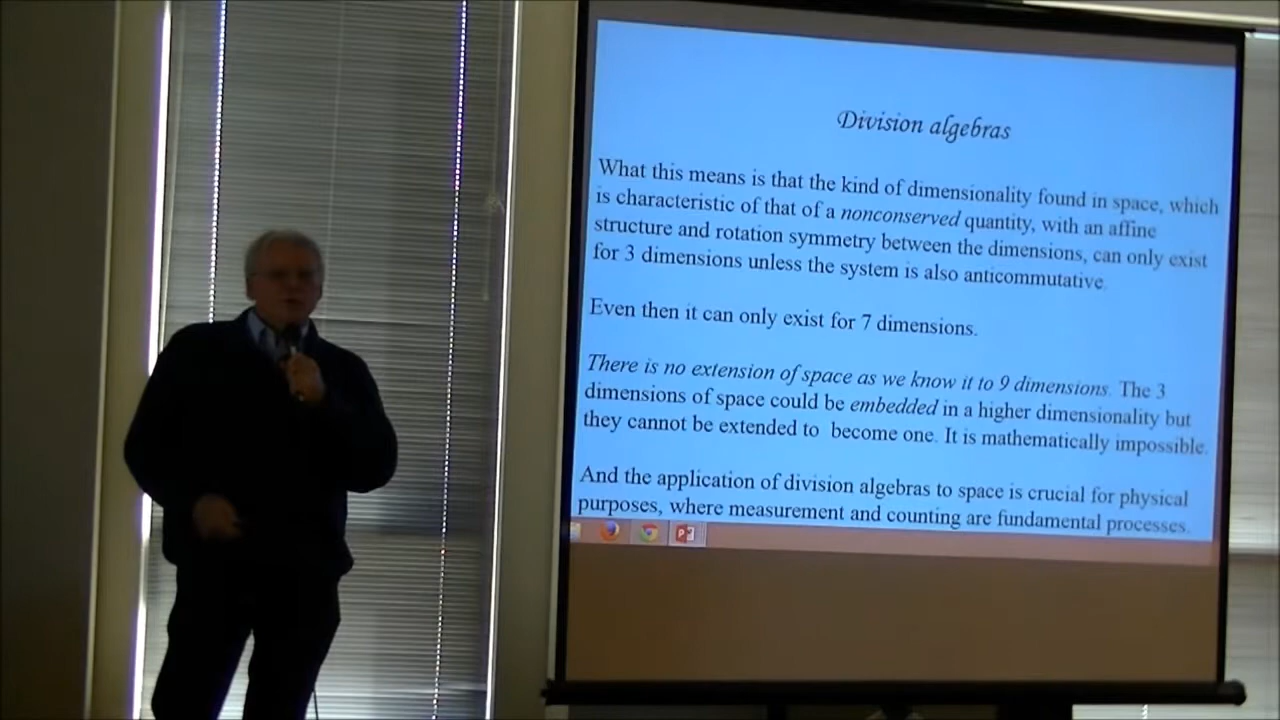 Division algebras
What this means is that the kind of dimensionality found in space, which
is characteristic of that of a nonconserved quantity, with an affine
structure and rotation symmetry between the dimensions, can only exist
for 3 dimensions unless the system is also anticommutative.
Even then it can only exist for 7 dimensions.
There is no extension of space as we know it to 9 dimensions. The 3
dimensions of space could be embedded in a higher dimensionality but
they cannot be extended to become one. It is mathematically impossible.
And the application of division algebras to space is crucial for physical
purposes, where measurement and counting are fundamental processes.